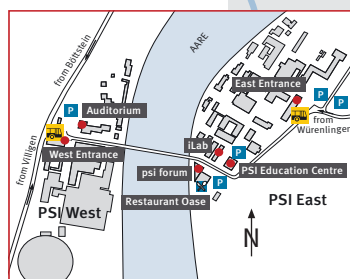 from Böttstein
AARE
P
Auditorium
East Entrance
P
P
from
Würenlingen
from Villigen
West Entrance
iLab
P
PSI Education Centre
psi forum
P
Restaurant Oase
PSI West
PSI East
N